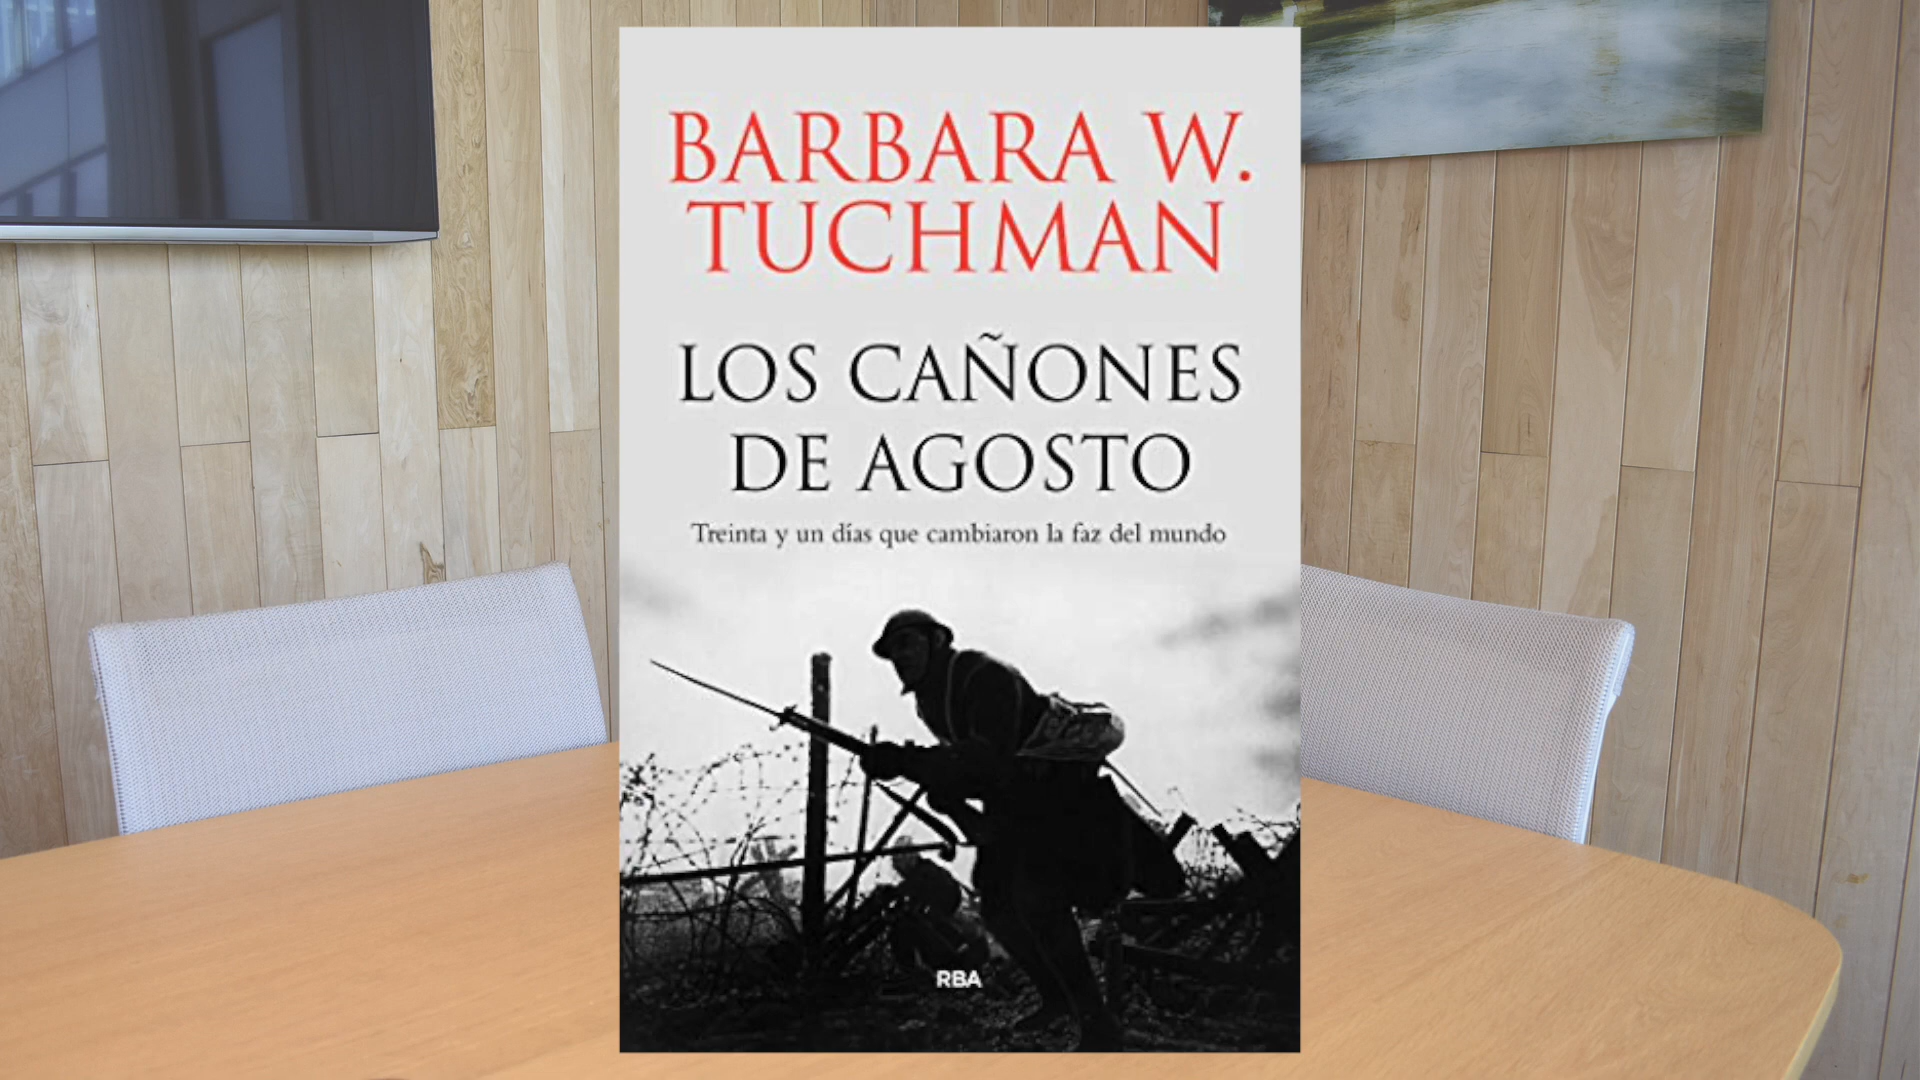 BARBARA W.
TUCHMAN
LOS CAÑONES
DE AGOSTO
Treinta y un días que cambiaron la faz del mundo
RBA